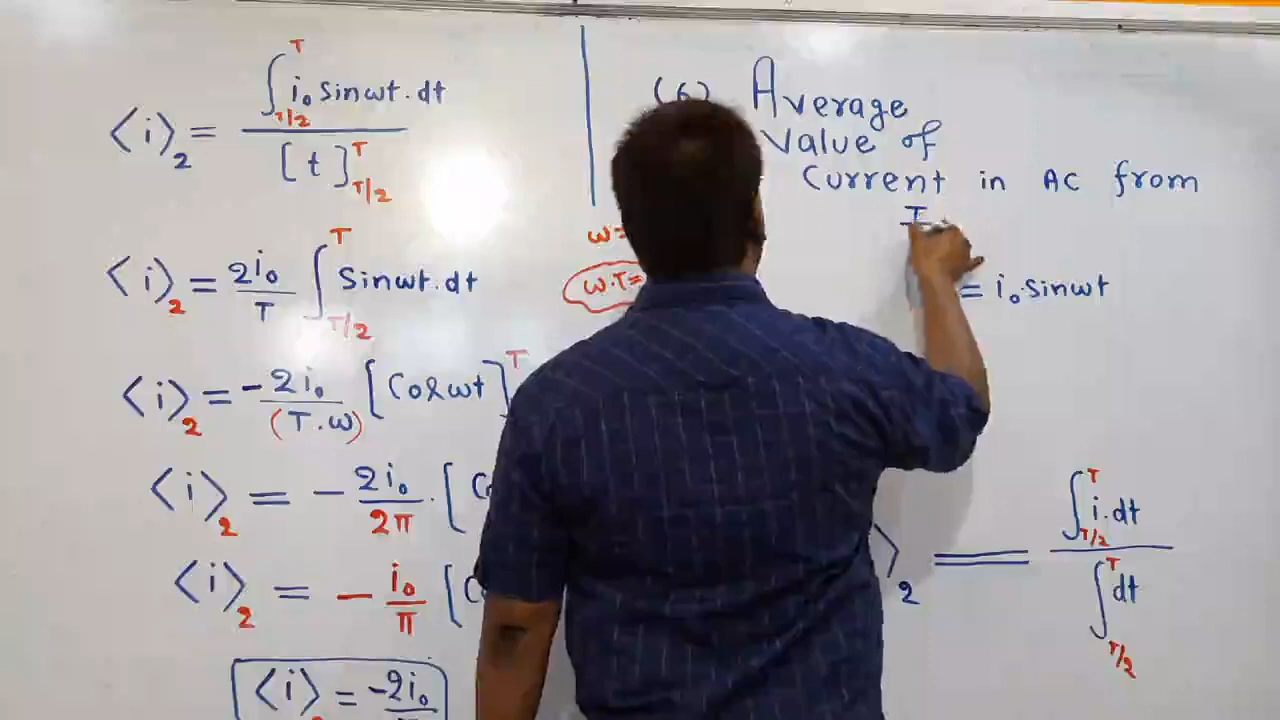 ⟨i⟩₂ = ∫_{T/2}^{T} i₀ sinωt.dt / [t]_{T/2}^{T}
⟨i⟩₂ = 2i₀/T ∫_{T/2}^{T} Sinωt.dt
⟨i⟩₂ = -2i₀/(T.ω) [Cosωt]^{T}
⟨i⟩₂ = - 2i₀/2π . [
⟨i⟩₂ = - i₀/π [
⟨i⟩ = -2i₀
ω=
ω.T=
(6) Average
Value of
Current in AC from
T
= i₀ sinωt
⟩₂ = ∫_{T/2}^{T} i.dt / ∫_{T/2}^{T} dt